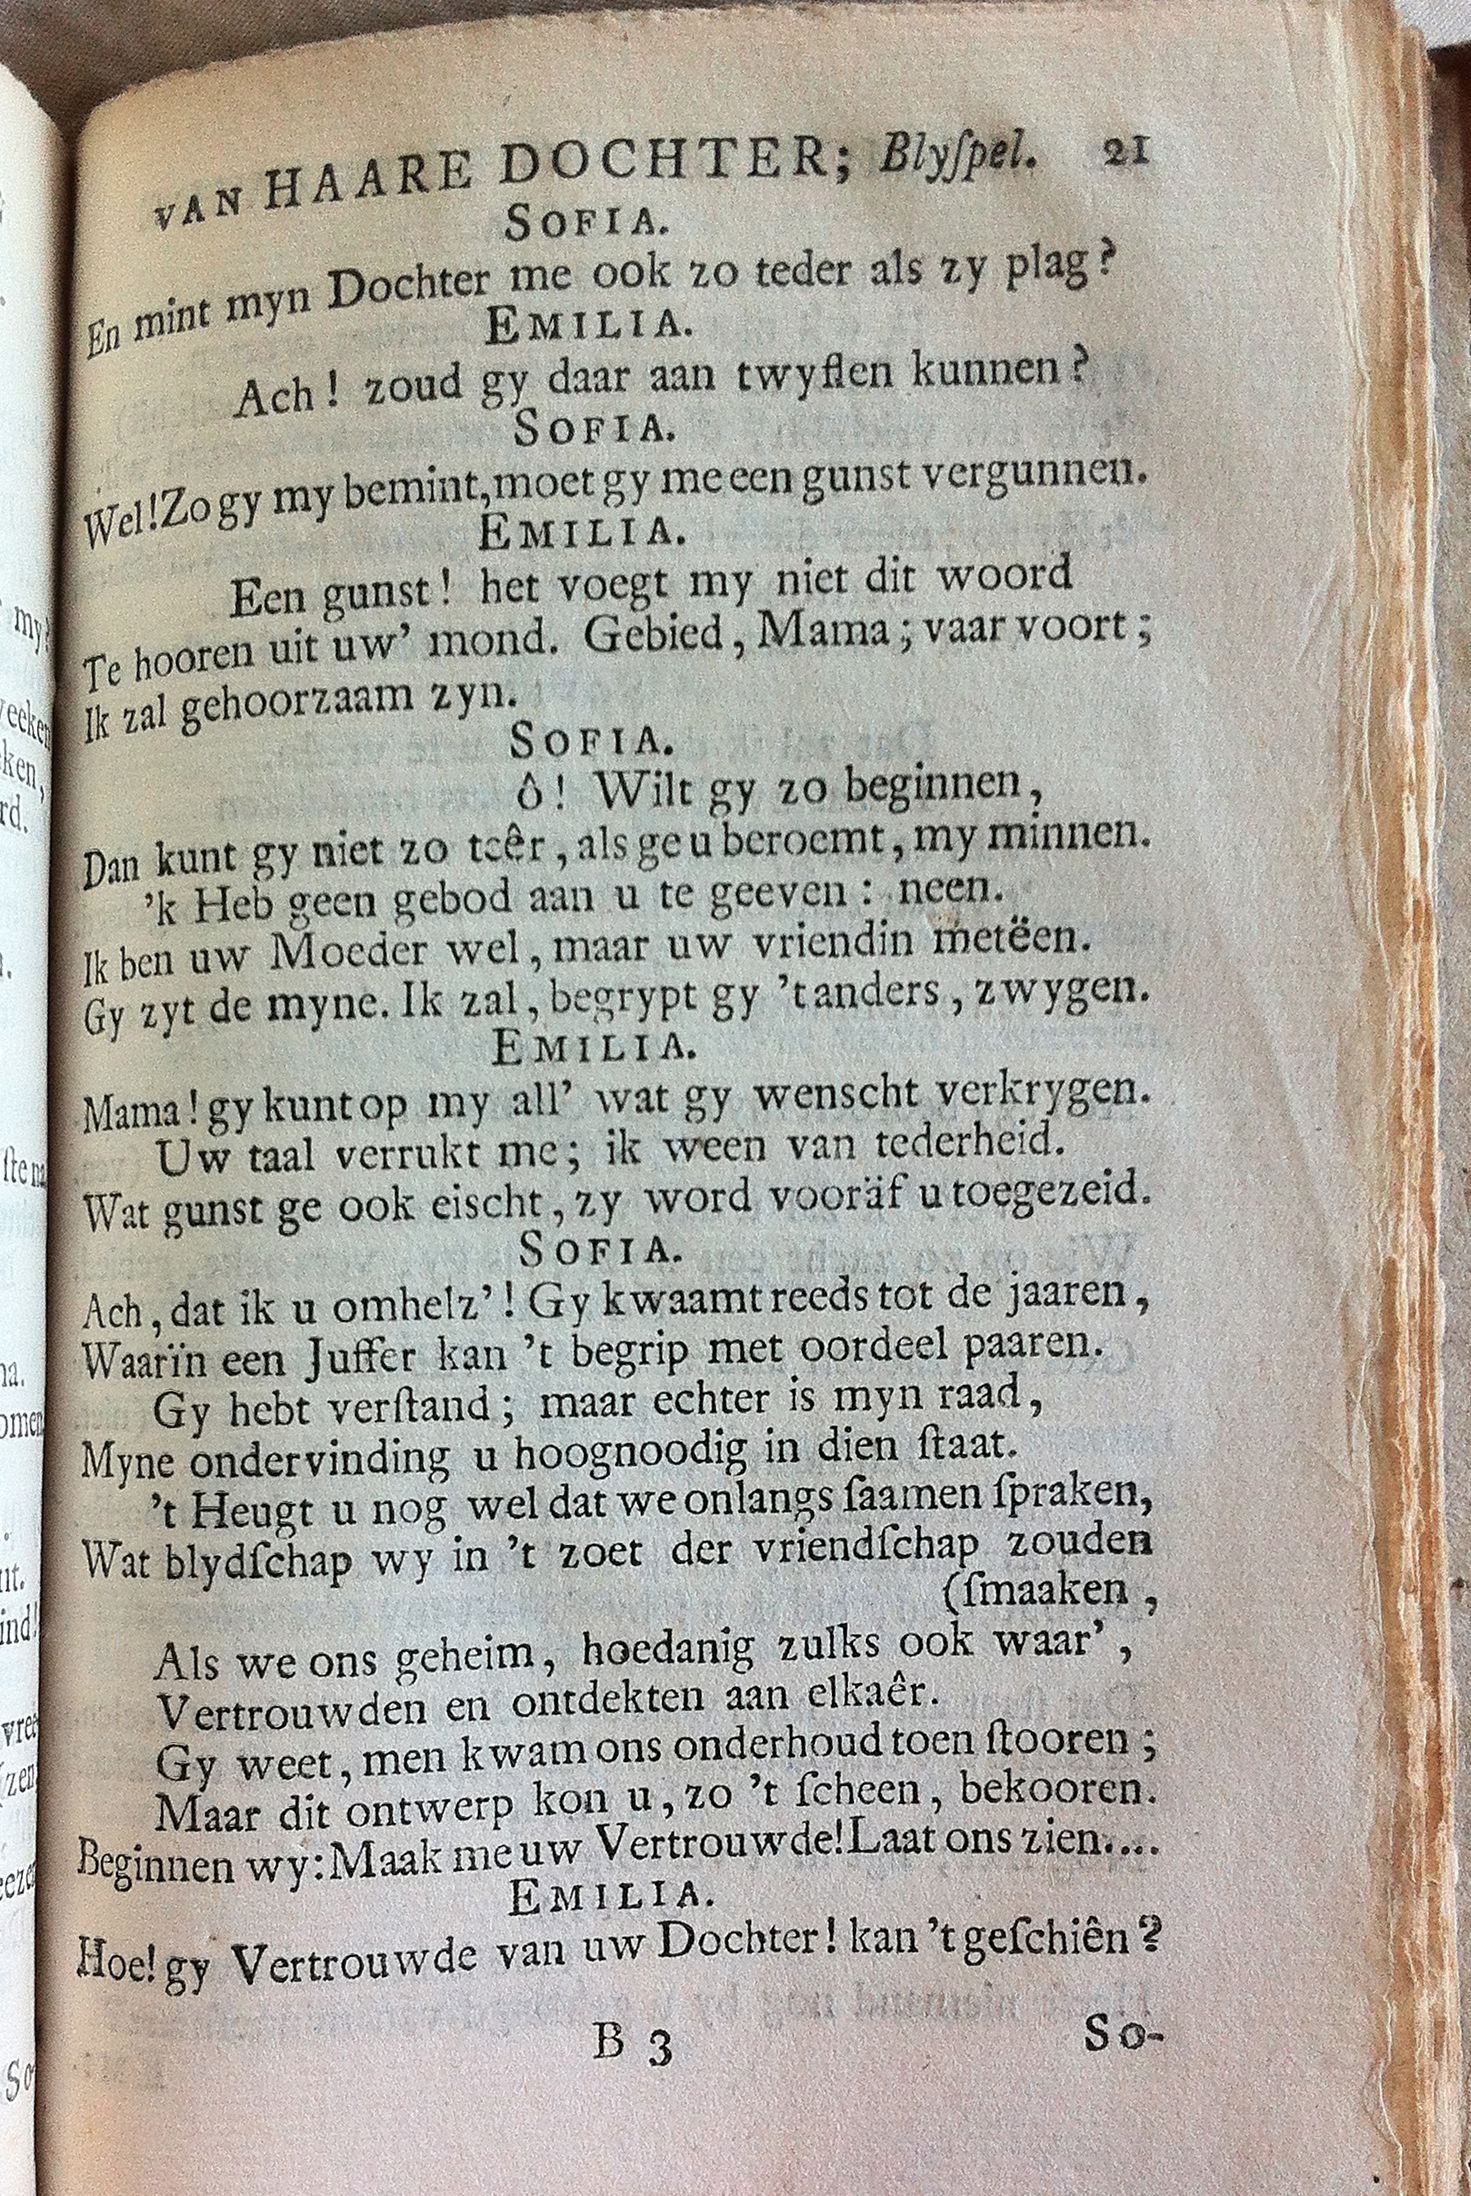 VAN HAARE DOCHTER; Blyſpel. 21
SOFIA.
En mint myn Dochter me ook zo teder als zy plag?
EMILIA.
Ach! zoud gy daar aan twyflen kunnen?
SOFIA.
Wel! Zo gy my bemint, moet gy me een gunst vergunnen.
EMILIA.
Een gunst! het voegt my niet dit woord
Te hooren uit uw' mond. Gebied, Mama; vaar voort;
Ik zal gehoorzaam zyn.
SOFIA.
ô! Wilt gy zo beginnen,
Dan kunt gy niet zo teêr, als ge u beroemt, my minnen.
'k Heb geen gebod aan u te geeven: neen.
Ik ben uw Moeder wel, maar uw vriendin metëen.
Gy zyt de myne. Ik zal, begrypt gy 't anders, zwygen.
EMILIA.
Mama! gy kunt op my all' wat gy wenscht verkrygen.
Uw taal verrukt me; ik ween van tederheid.
Wat gunst ge ook eischt, zy word vooräf u toegezeid.
SOFIA.
Ach, dat ik u omhelz'! Gy kwaamt reeds tot de jaaren,
Waarïn een Juffer kan 't begrip met oordeel paaren.
Gy hebt verſtand; maar echter is myn raad,
Myne ondervinding u hoognoodig in dien ſtaat.
't Heugt u nog wel dat we onlangs ſaamen ſpraken,
Wat blydſchap wy in 't zoet der vriendſchap zouden
(ſmaaken,
Als we ons geheim, hoedanig zulks ook waar',
Vertrouwden en ontdekten aan elkaêr.
Gy weet, men kwam ons onderhoud toen ſtooren;
Maar dit ontwerp kon u, zo 't ſcheen, bekooren.
Beginnen wy: Maak me uw Vertrouwde! Laat ons zien....
EMILIA.
Hoe! gy Vertrouwde van uw Dochter! kan 't geſchiên?
B 3 So-